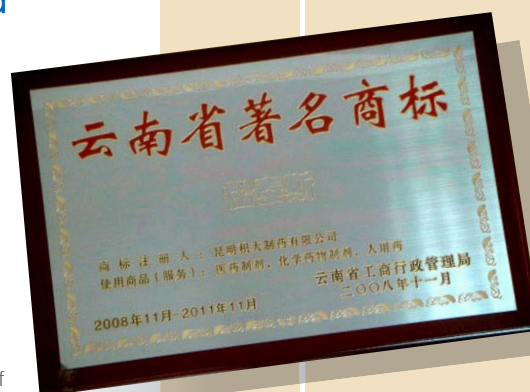 云南省著名商标
商标注册人：昆明积大制药有限公司
使用商品（服务）：医药制剂、化学药物制剂、人用药
云南省工商行政管理局
二〇〇八年十一月
2008年11月-2011年11月